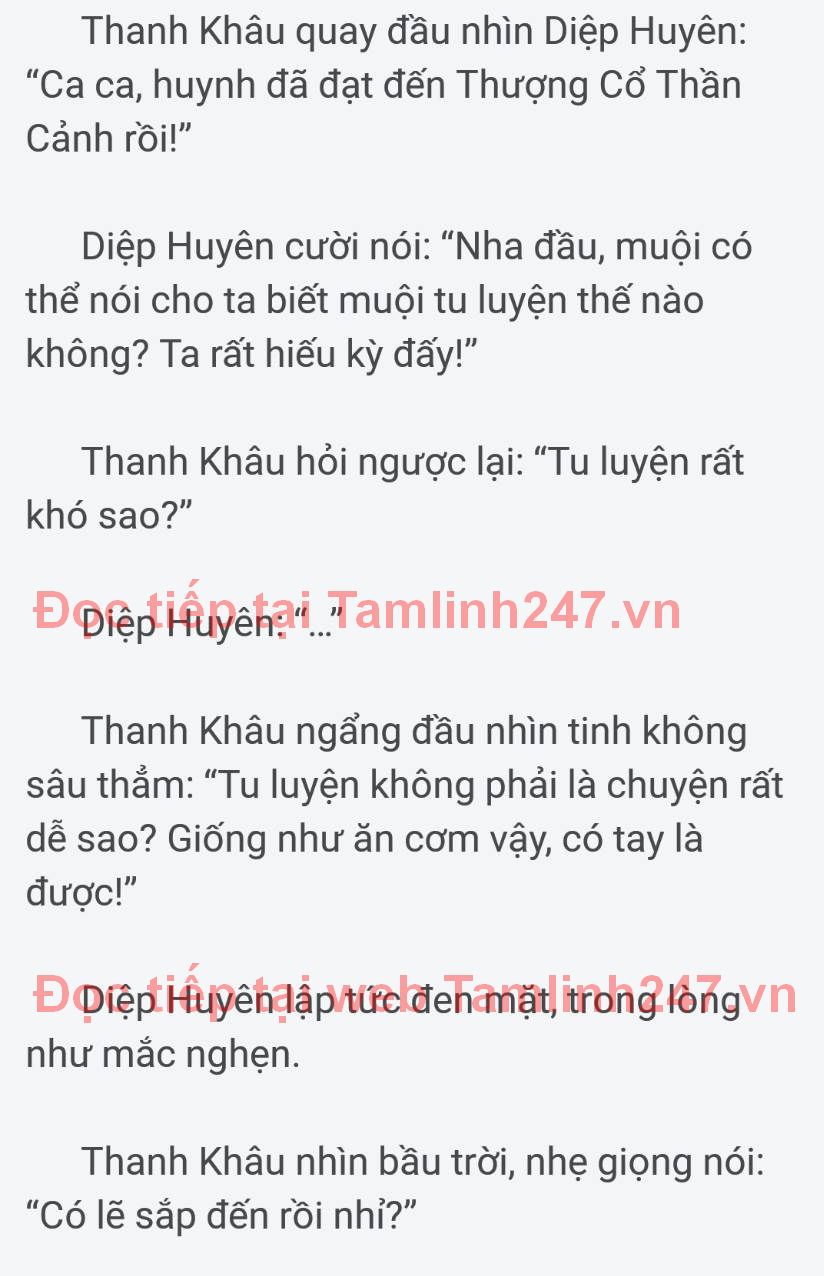 Thanh Khâu quay đầu nhìn Diệp Huyên:
“Ca ca, huynh đã đạt đến Thượng Cổ Thần
Cảnh rồi!”
Diệp Huyên cười nói: “Nha đầu, muội có
thể nói cho ta biết muội tu luyện thế nào
không? Ta rất hiếu kỳ đấy!”
Thanh Khâu hỏi ngược lại: “Tu luyện rất
khó sao?”
Đọc tiếp tại Tamlinh247.vn
Diệp Huyên: “...”
Thanh Khâu ngẩng đầu nhìn tinh không
sâu thẳm: “Tu luyện không phải là chuyện rất
dễ sao? Giống như ăn cơm vậy, có tay là
được!”
Đọc tiếp tại web Tamlinh247.vn
Diệp Huyên lập tức đen mặt, trong lòng
như mắc nghẹn.
Thanh Khâu nhìn bầu trời, nhẹ giọng nói:
“Có lẽ sắp đến rồi nhỉ?”